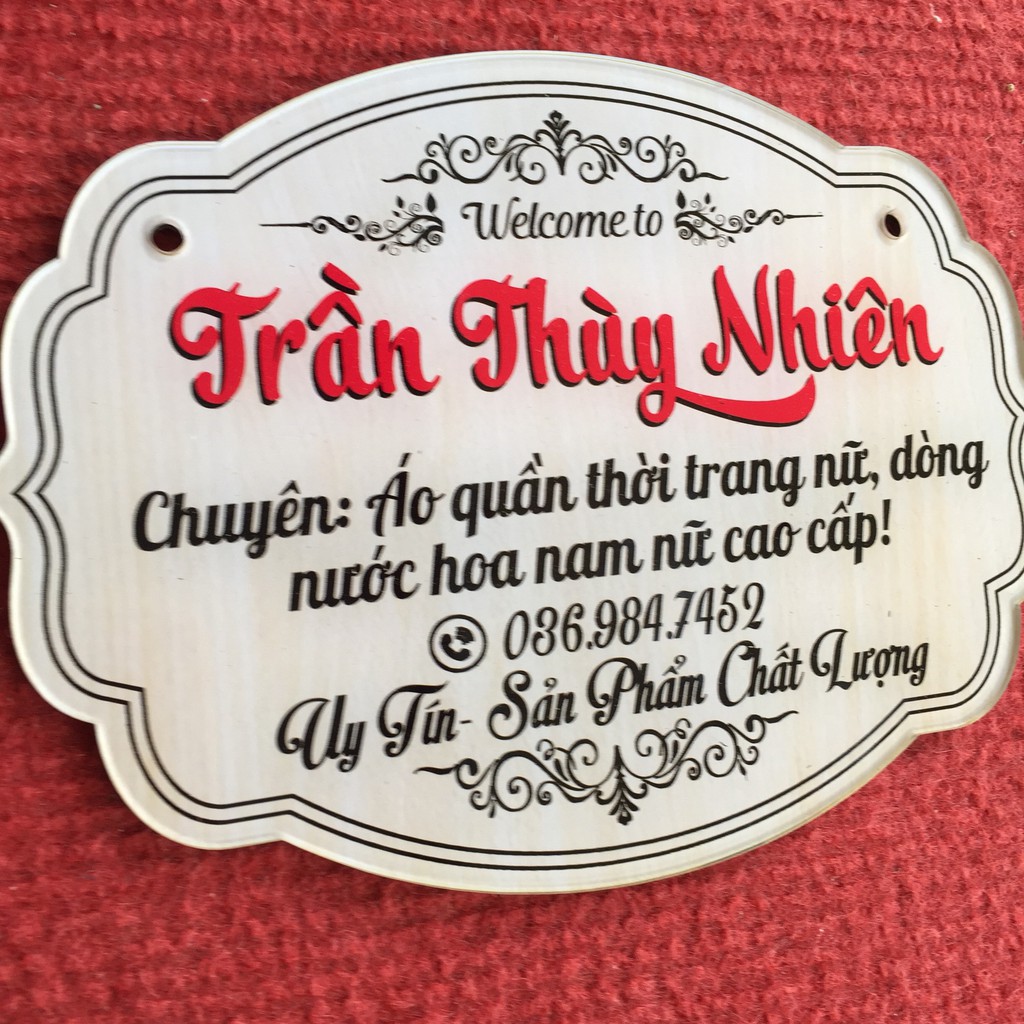 Welcome to
Trần Thùy Nhiên
Chuyên: Áo quần thời trang nữ, dòng
nước hoa nam nữ cao cấp!
036.984.7452
Uy Tín- Sản Phẩm Chất Lượng